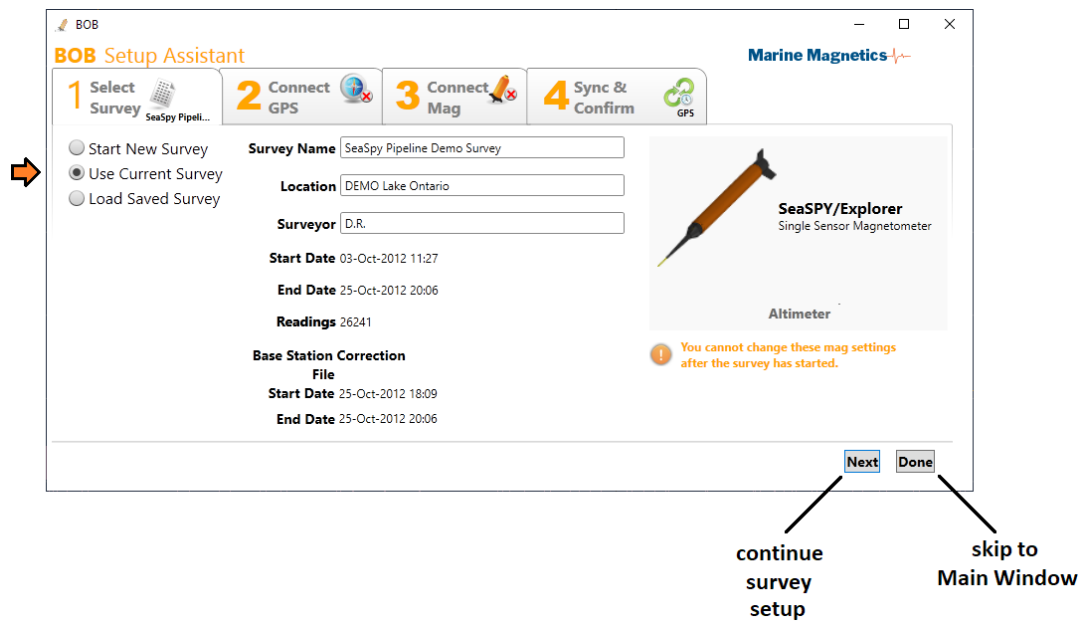 BOB
BOB Setup Assistant
Marine Magnetics
1 Select
Survey
SeaSpy Pipeli...
2 Connect
GPS
3 Connect
Mag
4 Sync &
Confirm
GPS
Start New Survey
Use Current Survey
Load Saved Survey
Survey Name SeaSpy Pipeline Demo Survey
Location DEMO Lake Ontario
Surveyor D.R.
Start Date 03-Oct-2012 11:27
End Date 25-Oct-2012 20:06
Readings 26241
Base Station Correction
File
Start Date 25-Oct-2012 18:09
End Date 25-Oct-2012 20:06
SeaSPY/Explorer
Single Sensor Magnetometer
Altimeter
You cannot change these mag settings
after the survey has started.
Next
Done
continue
survey
setup
skip to
Main Window